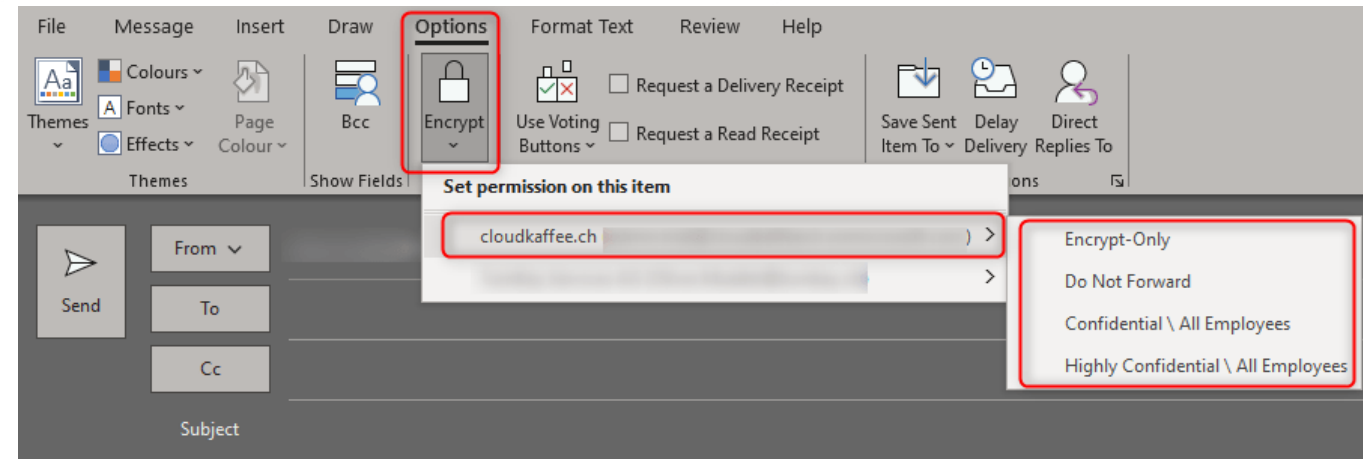 File Message Insert Draw Options Format Text Review Help
Aa
Themes
Colours
A Fonts
Effects
Page
Colour
Themes
Bcc
Show Fields
Encrypt
Use Voting
Buttons
Request a Delivery Receipt
Request a Read Receipt
Save Sent
Item To
Delay
Delivery
Direct
Replies To
ons
Set permission on this item
cloudkaffee.ch )
Encrypt-Only
Do Not Forward
Confidential \ All Employees
Highly Confidential \ All Employees
Send
From
To
Cc
Subject